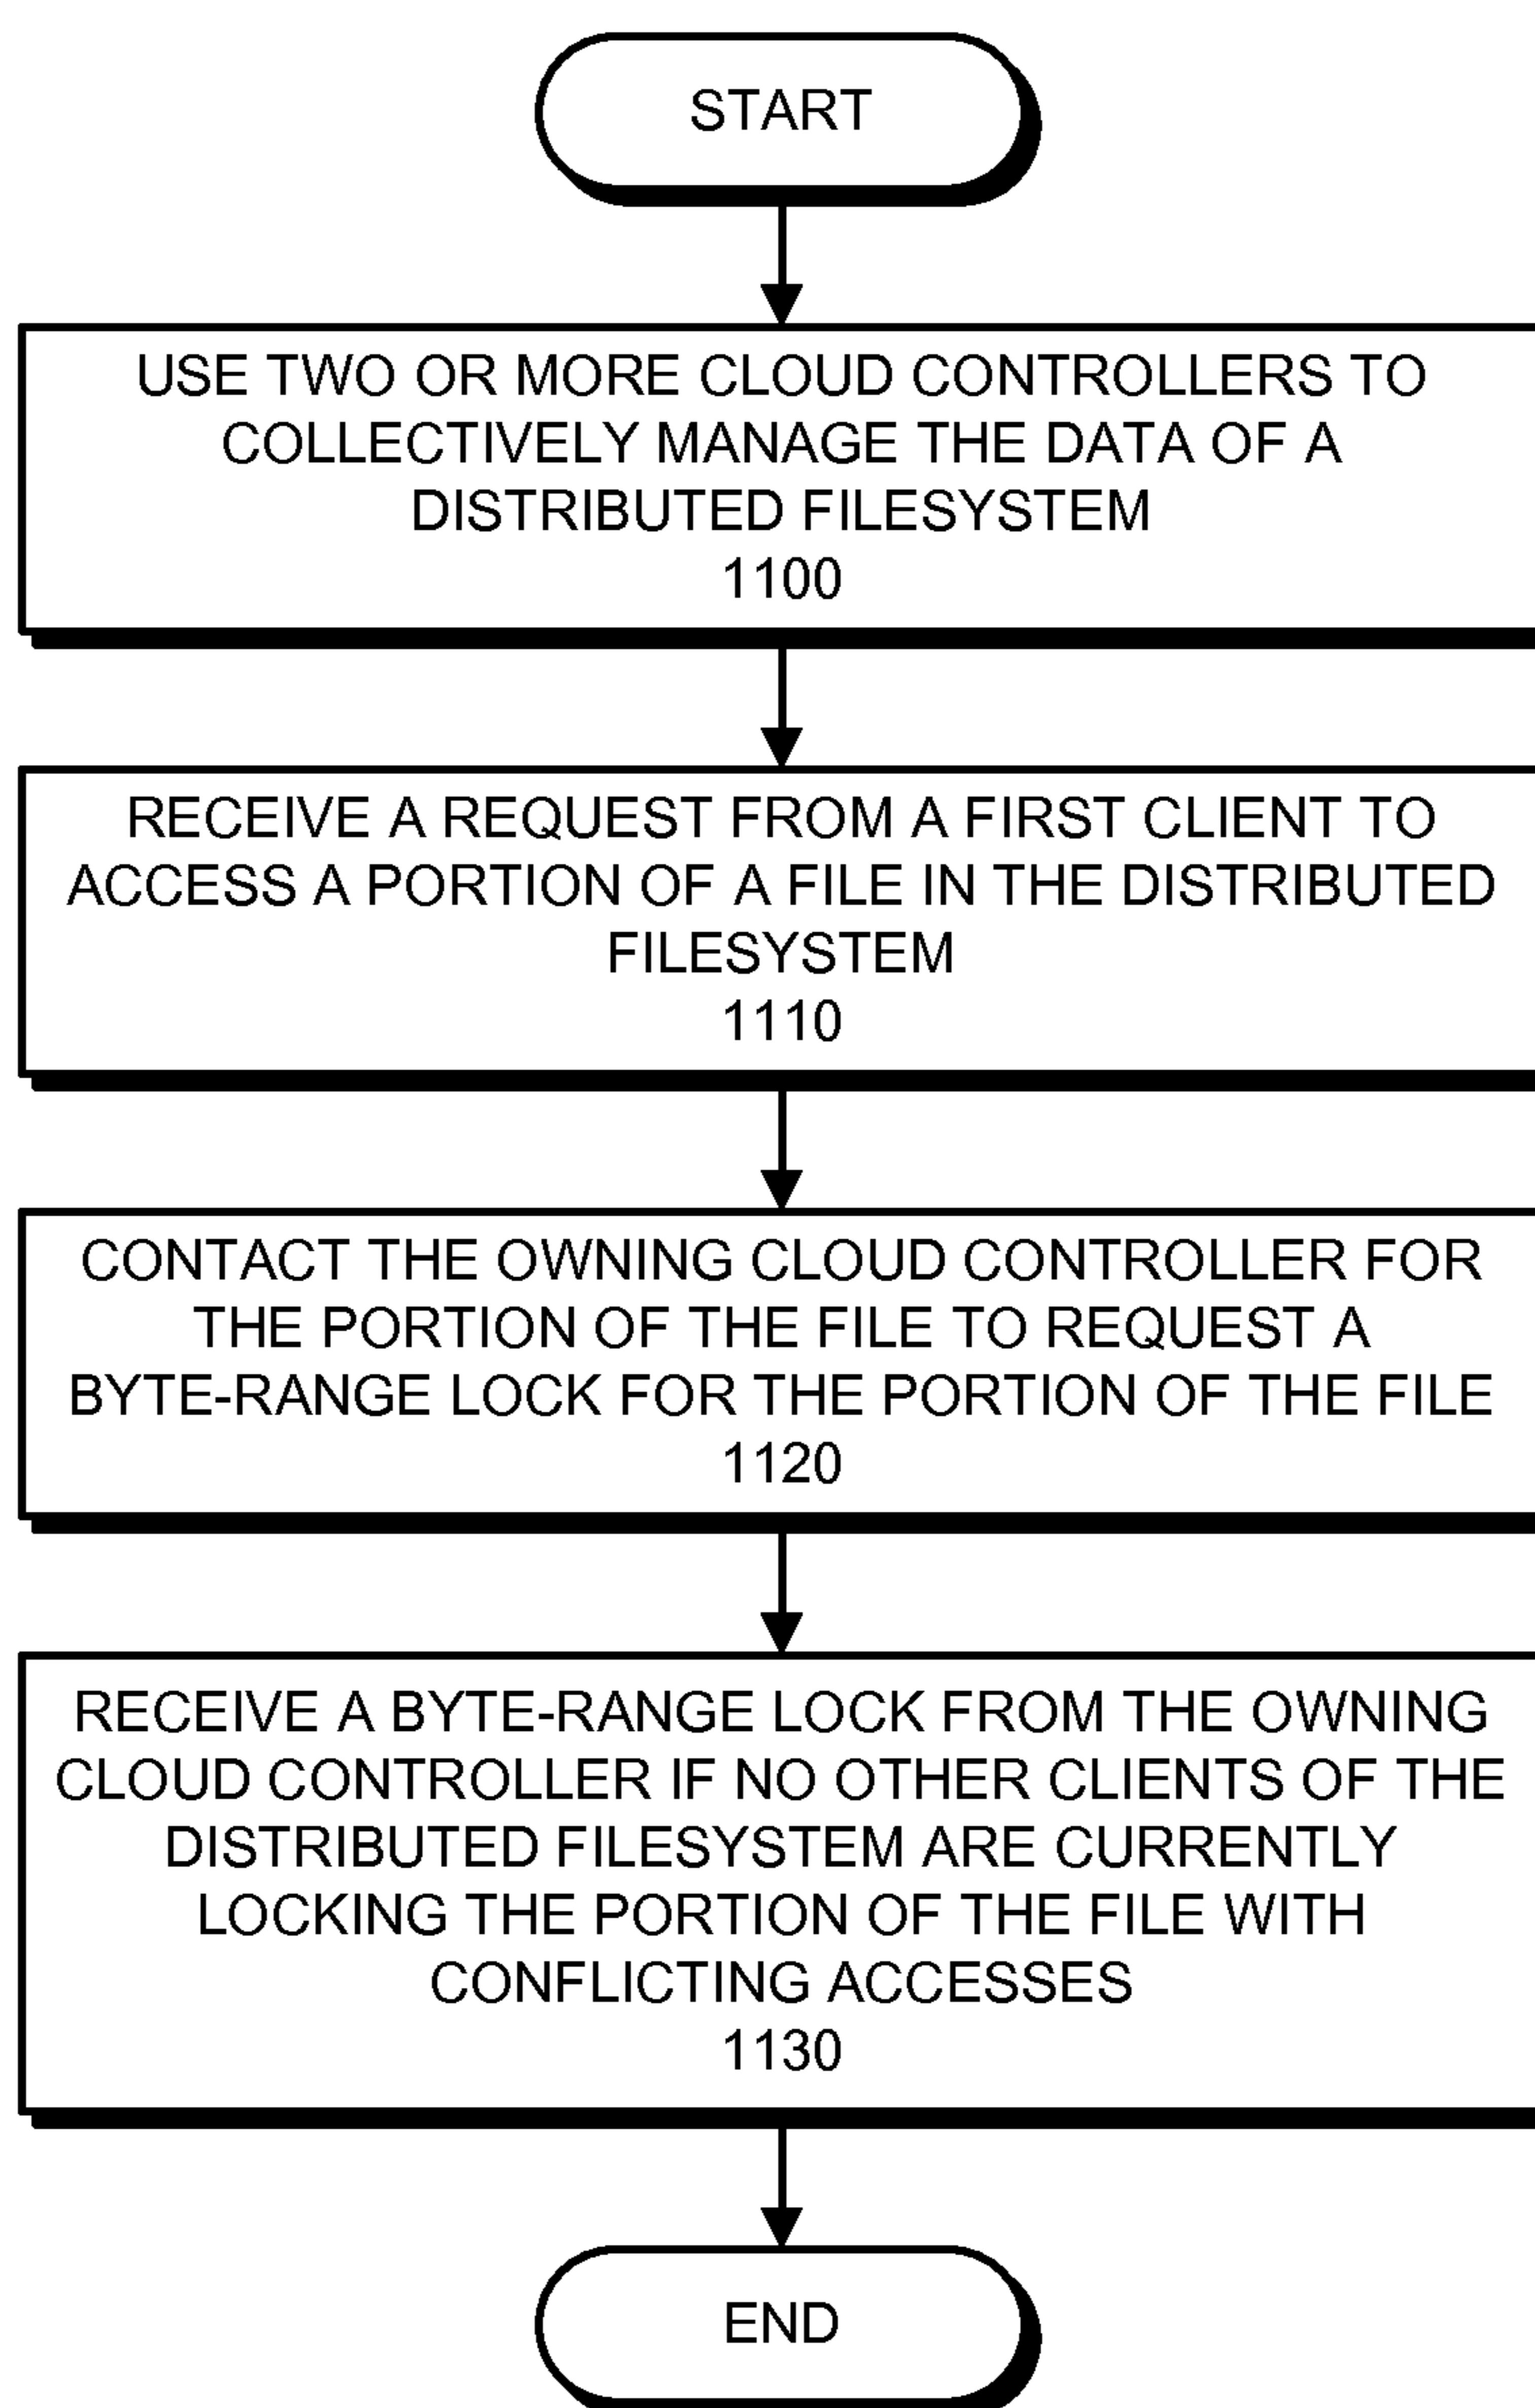 START
USE TWO OR MORE CLOUD CONTROLLERS TO
COLLECTIVELY MANAGE THE DATA OF A
DISTRIBUTED FILESYSTEM
1100
RECEIVE A REQUEST FROM A FIRST CLIENT TO
ACCESS A PORTION OF A FILE IN THE DISTRIBUTED
FILESYSTEM
1110
CONTACT THE OWNING CLOUD CONTROLLER FOR
THE PORTION OF THE FILE TO REQUEST A
BYTE-RANGE LOCK FOR THE PORTION OF THE FILE
1120
RECEIVE A BYTE-RANGE LOCK FROM THE OWNING
CLOUD CONTROLLER IF NO OTHER CLIENTS OF THE
DISTRIBUTED FILESYSTEM ARE CURRENTLY
LOCKING THE PORTION OF THE FILE WITH
CONFLICTING ACCESSES
1130
END